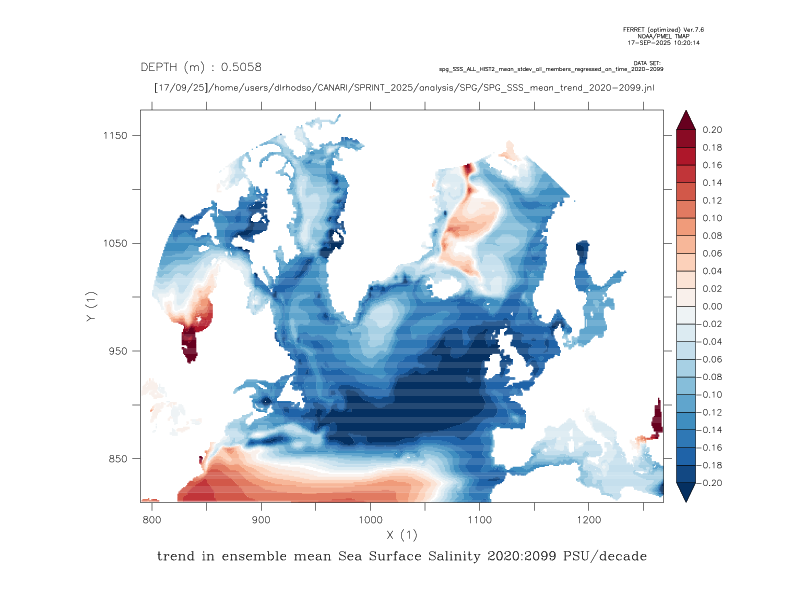 FERRET (optimized) Ver.7.6
NOAA/PMEL TMAP
17-SEP-2025 10:20:14
DEPTH (m) : 0.5058
DATA SET:
spg_SSS_ALL_HIST2_mean_stdev_all_members_regressed_on_time_2020-2099
[17/09/25]/home/users/dlrhodso/CANARI/SPRINT_2025/analysis/SPG/SPG_SSS_mean_trend_2020-2099.jnl
1150
1050
950
850
Y (1)
800 900 1000 1100 1200
X (1)
0.20
0.18
0.16
0.14
0.12
0.10
0.08
0.06
0.04
0.02
0.00
-0.02
-0.04
-0.06
-0.08
-0.10
-0.12
-0.14
-0.16
-0.18
-0.20
trend in ensemble mean Sea Surface Salinity 2020:2099 PSU/decade